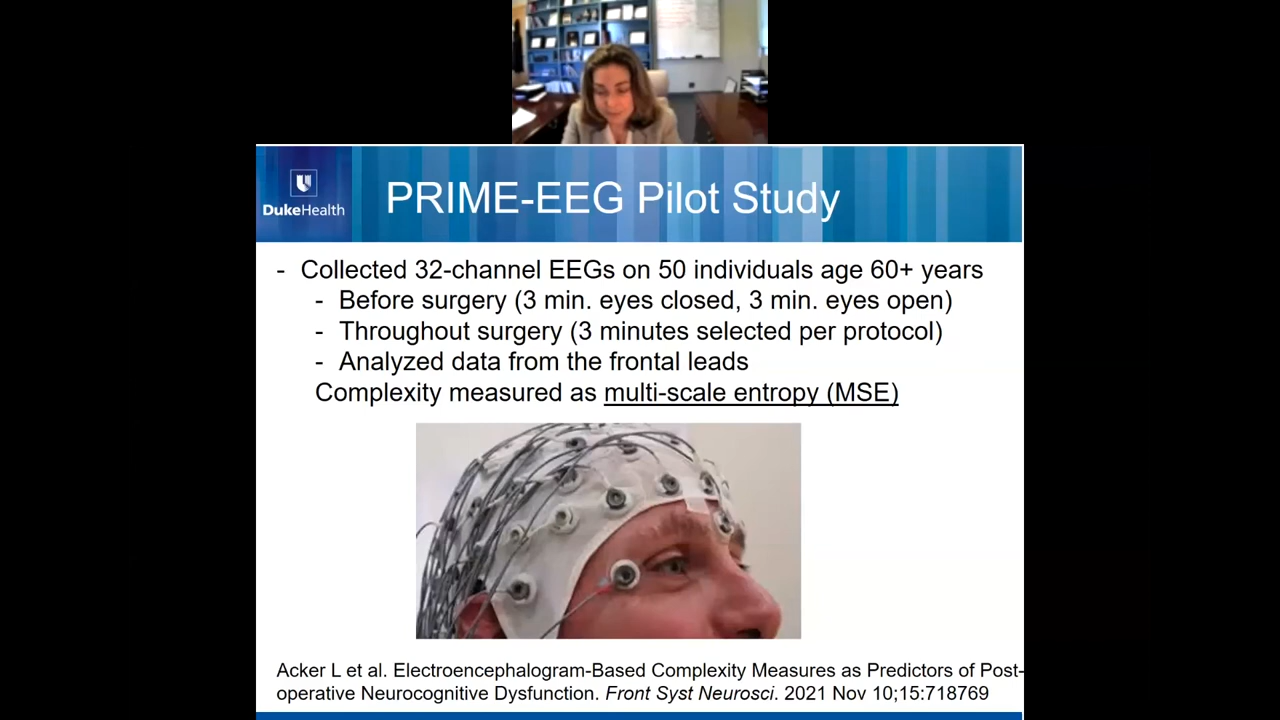 DukeHealth
PRIME-EEG Pilot Study
- Collected 32-channel EEGs on 50 individuals age 60+ years
- Before surgery (3 min. eyes closed, 3 min. eyes open)
- Throughout surgery (3 minutes selected per protocol)
- Analyzed data from the frontal leads
Complexity measured as multi-scale entropy (MSE)
Acker L et al. Electroencephalogram-Based Complexity Measures as Predictors of Post-
operative Neurocognitive Dysfunction. Front Syst Neurosci. 2021 Nov 10;15:718769